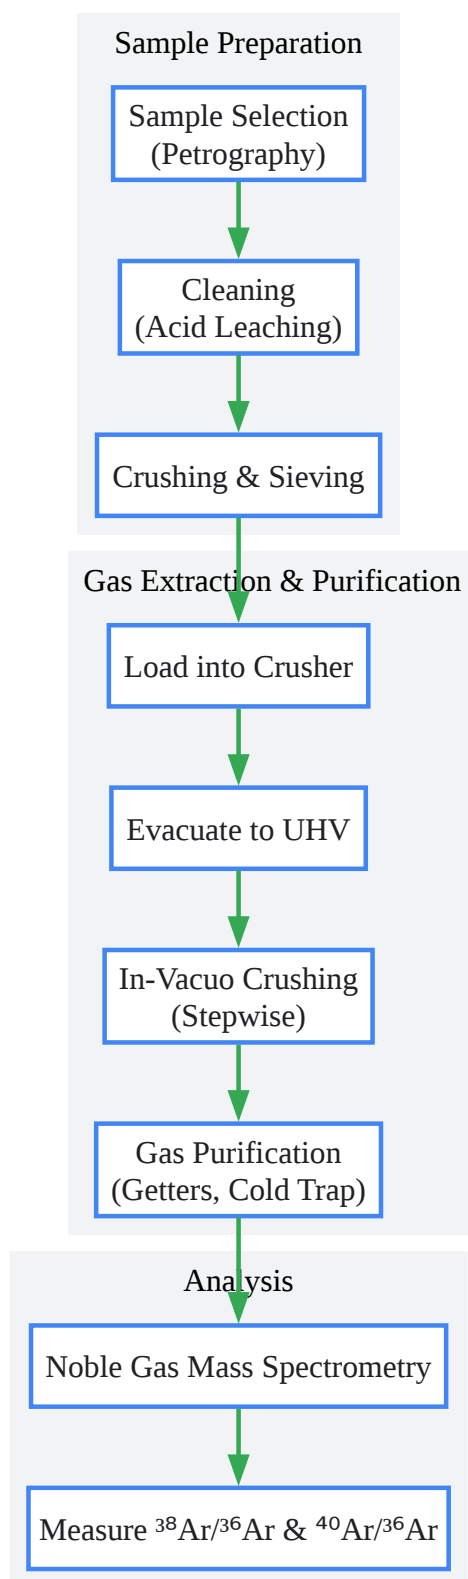 Sample Preparation
Sample Selection
(Petrography)
Cleaning
(Acid Leaching)
Crushing & Sieving
Gas Extraction & Purification
Load into Crusher
Evacuate to UHV
In-Vacuo Crushing
(Stepwise)
Gas Purification
(Getters, Cold Trap)
Analysis
Noble Gas Mass Spectrometry
Measure ³⁸Ar/³⁶Ar & ⁴⁰Ar/³⁶Ar